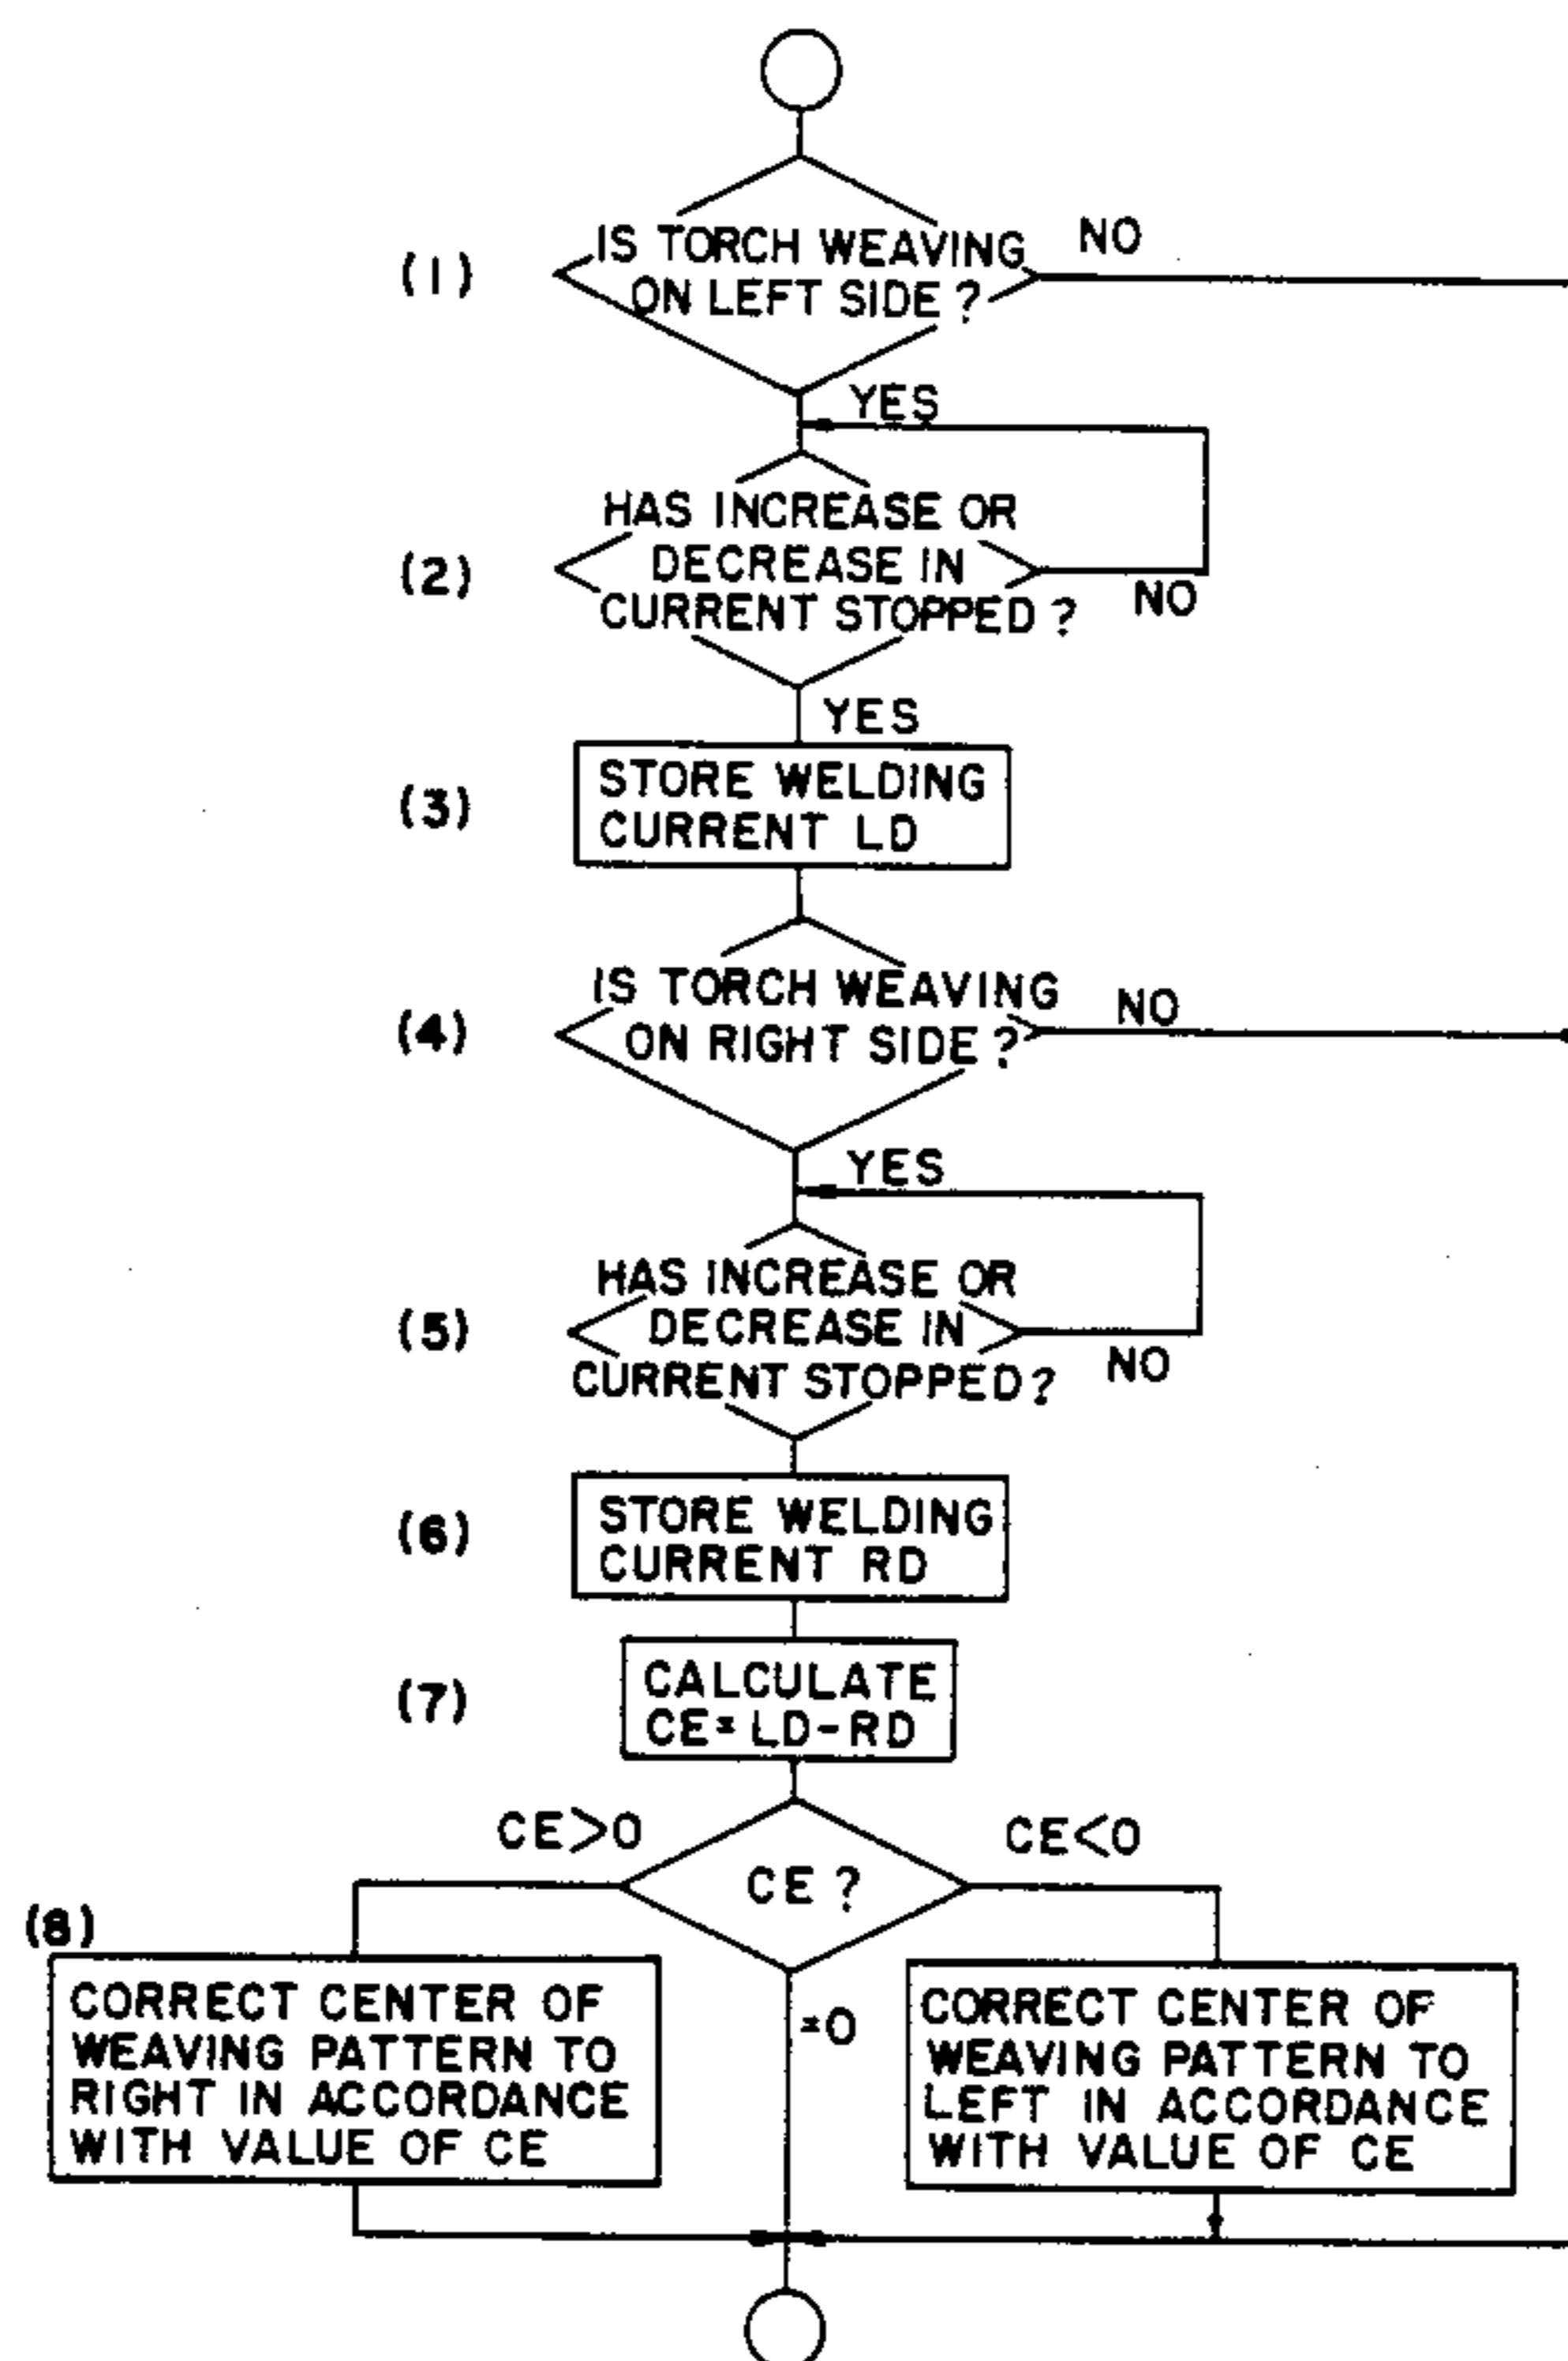 (1)
IS TORCH WEAVING
ON LEFT SIDE ?
NO
YES
(2)
HAS INCREASE OR
DECREASE IN
CURRENT STOPPED ?
NO
YES
(3)
STORE WELDING
CURRENT LD
(4)
IS TORCH WEAVING
ON RIGHT SIDE ?
NO
YES
(5)
HAS INCREASE OR
DECREASE IN
CURRENT STOPPED ?
NO
(6)
STORE WELDING
CURRENT RD
(7)
CALCULATE
CE=LD-RD
CE>0
CE ?
CE<0
=0
(8)
CORRECT CENTER OF
WEAVING PATTERN TO
RIGHT IN ACCORDANCE
WITH VALUE OF CE
CORRECT CENTER OF
WEAVING PATTERN TO
LEFT IN ACCORDANCE
WITH VALUE OF CE